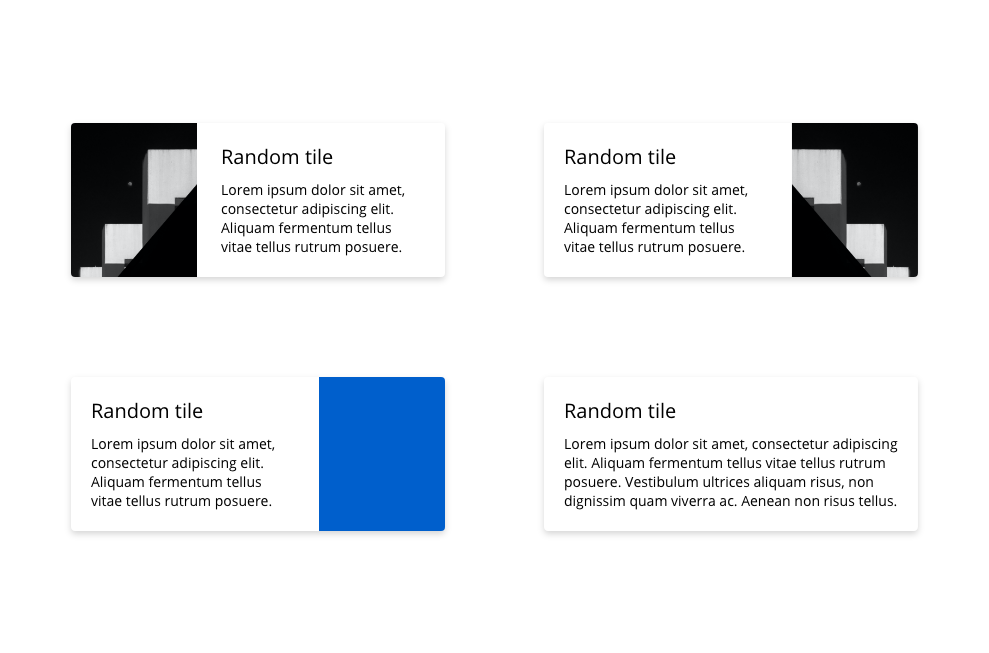 Random tile
Lorem ipsum dolor sit amet,
consectetur adipiscing elit.
Aliquam fermentum tellus
vitae tellus rutrum posuere.
Random tile
Lorem ipsum dolor sit amet,
consectetur adipiscing elit.
Aliquam fermentum tellus
vitae tellus rutrum posuere.
Random tile
Lorem ipsum dolor sit amet,
consectetur adipiscing elit.
Aliquam fermentum tellus
vitae tellus rutrum posuere.
Random tile
Lorem ipsum dolor sit amet, consectetur adipiscing
elit. Aliquam fermentum tellus vitae tellus rutrum
posuere. Vestibulum ultrices aliquam risus, non
dignissim quam viverra ac. Aenean non risus tellus.